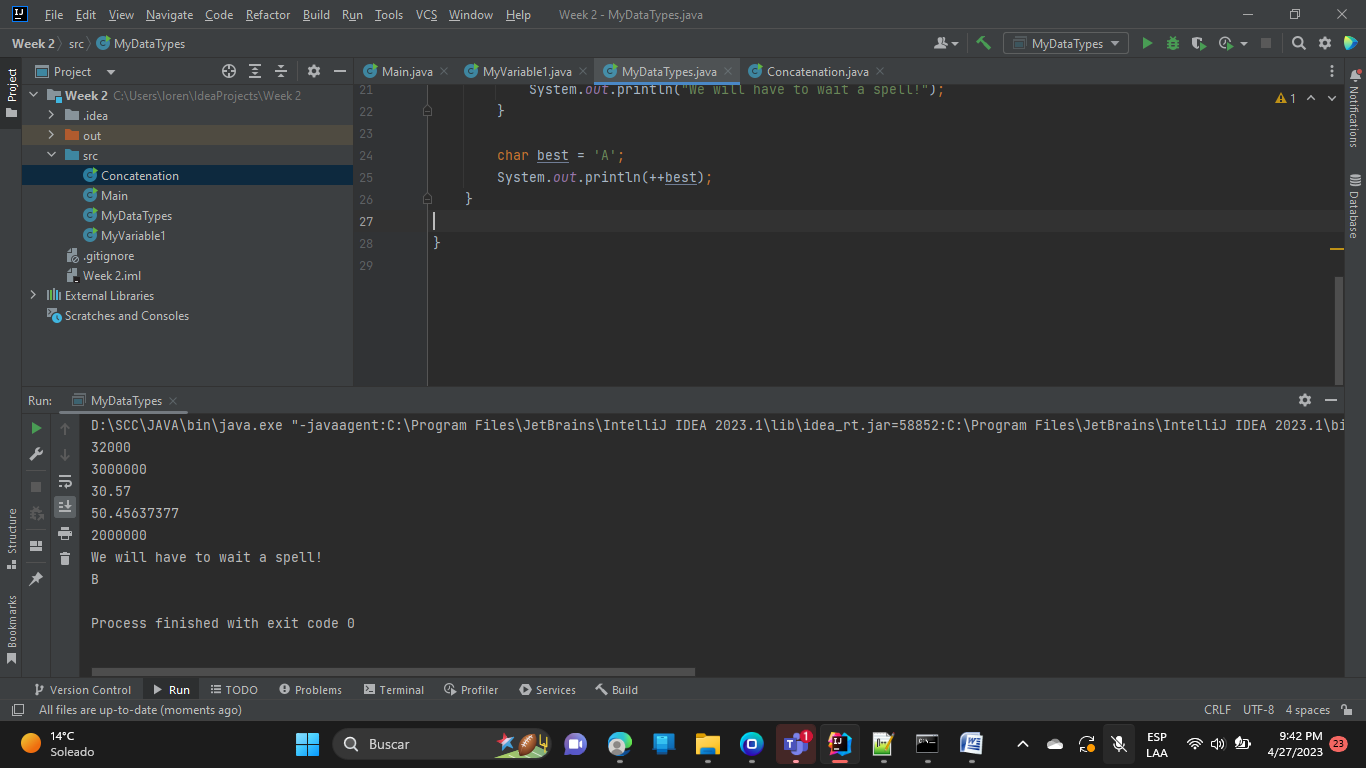 File Edit View Navigate Code Refactor Build Run Tools VCS Window Help Week 2 - MyDataTypes.java
Week 2 src MyDataTypes
MyDataTypes
Project
Project
Main.java MyVariable1.java MyDataTypes.java Concatenation.java
Week 2 C:\Users\loren\IdeaProjects\Week 2
.idea
out
src
Concatenation
Main
MyDataTypes
MyVariable1
.gitignore
Week 2.iml
External Libraries
Scratches and Consoles
21 System.out.println("We will have to wait a spell!");
22 }
23
24 char best = 'A';
25 System.out.println(++best);
26 }
27
28 }
29
1
Notifications
Database
Run: MyDataTypes
D:\SCC\JAVA\bin\java.exe "-javaagent:C:\Program Files\JetBrains\IntelliJ IDEA 2023.1\lib\idea_rt.jar=58852:C:\Program Files\JetBrains\IntelliJ IDEA 2023.1\bi
32000
3000000
30.57
50.45637377
2000000
We will have to wait a spell!
B
Process finished with exit code 0
Structure
Bookmarks
Version Control Run TODO Problems Terminal Profiler Services Build
All files are up-to-date (moments ago) CRLF UTF-8 4 spaces
14°C
Soleado
Buscar
1
ESP
LAA
9:42 PM
4/27/2023
23